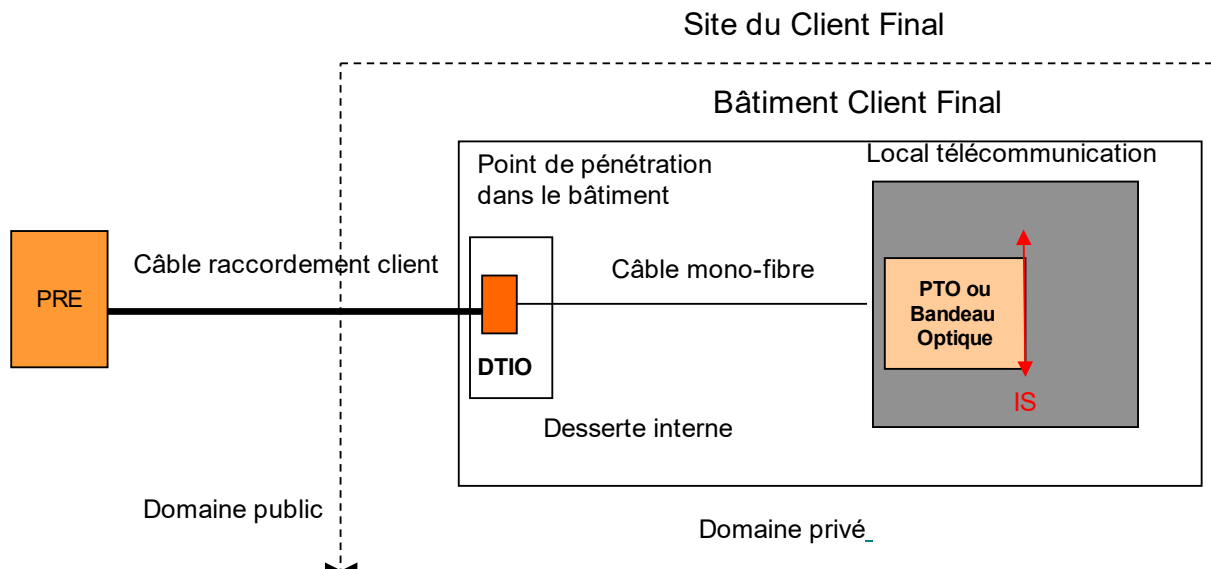 Site du Client Final
Bâtiment Client Final
Point de pénétration
dans le bâtiment
Local télécommunication
Câble raccordement client
Câble mono-fibre
PRE
PTO ou
Bandeau
Optique
DTIO
IS
Desserte interne
Domaine public
Domaine privé